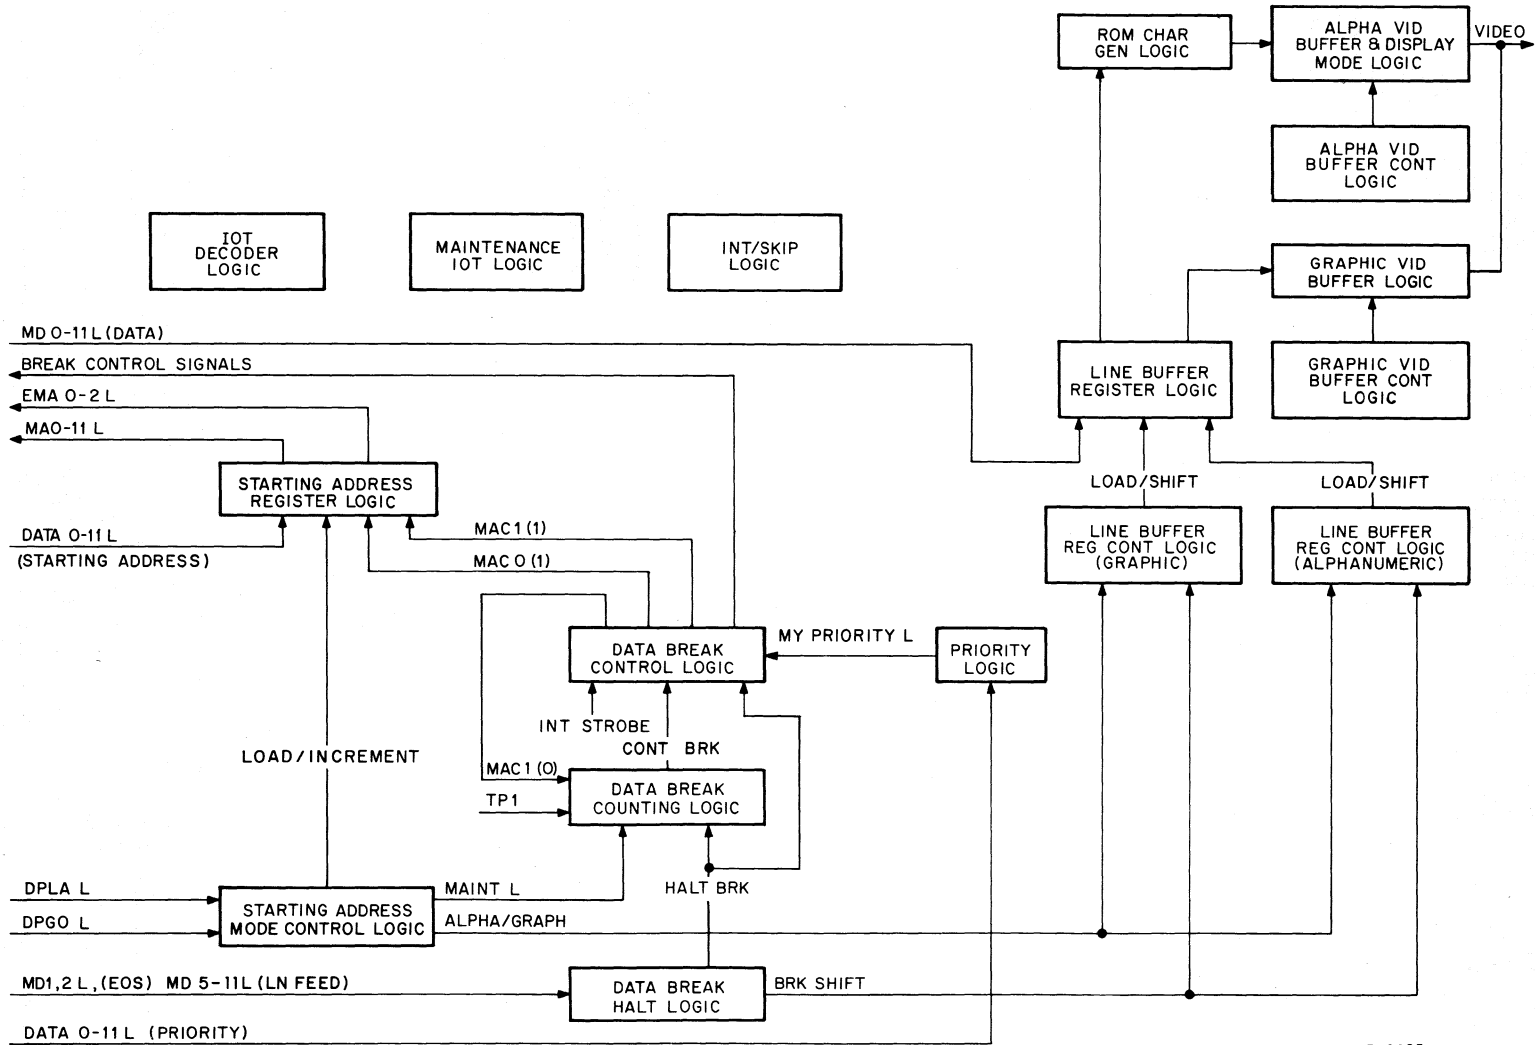 ROM CHAR
GEN LOGIC
ALPHA VID
BUFFER & DISPLAY
MODE LOGIC
VIDEO
ALPHA VID
BUFFER CONT
LOGIC
IOT
DECODER
LOGIC
MAINTENANCE
IOT LOGIC
INT/SKIP
LOGIC
GRAPHIC VID
BUFFER LOGIC
MD 0-11 L (DATA)
BREAK CONTROL SIGNALS
EMA 0-2 L
MA0-11 L
LINE BUFFER
REGISTER LOGIC
GRAPHIC VID
BUFFER CONT
LOGIC
STARTING ADDRESS
REGISTER LOGIC
LOAD/SHIFT
LOAD/SHIFT
DATA 0-11 L
(STARTING ADDRESS)
MAC 1 (1)
MAC 0 (1)
LINE BUFFER
REG CONT LOGIC
(GRAPHIC)
LINE BUFFER
REG CONT LOGIC
(ALPHANUMERIC)
DATA BREAK
CONTROL LOGIC
MY PRIORITY L
PRIORITY
LOGIC
INT STROBE
CONT BRK
LOAD/INCREMENT
MAC 1 (0)
TP1
DATA BREAK
COUNTING LOGIC
DPLA L
DPGO L
STARTING ADDRESS
MODE CONTROL LOGIC
MAINT L
ALPHA/GRAPH
HALT BRK
MD1,2 L, (EOS) MD 5-11L (LN FEED)
DATA BREAK
HALT LOGIC
BRK SHIFT
DATA 0-11 L (PRIORITY)